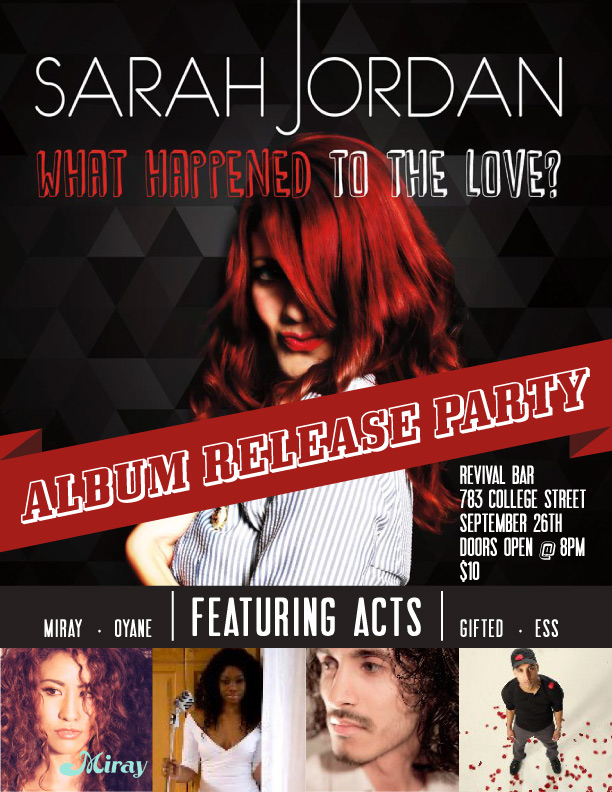 SARAH JORDAN
WHAT HAPPENED TO THE LOVE?
ALBUM RELEASE PARTY
REVIVAL BAR
783 COLLEGE STREET
SEPTEMBER 26TH
DOORS OPEN @ 8PM
$10
MIRAY · OYANE | FEATURING ACTS | GIFTED · ESS
Miray